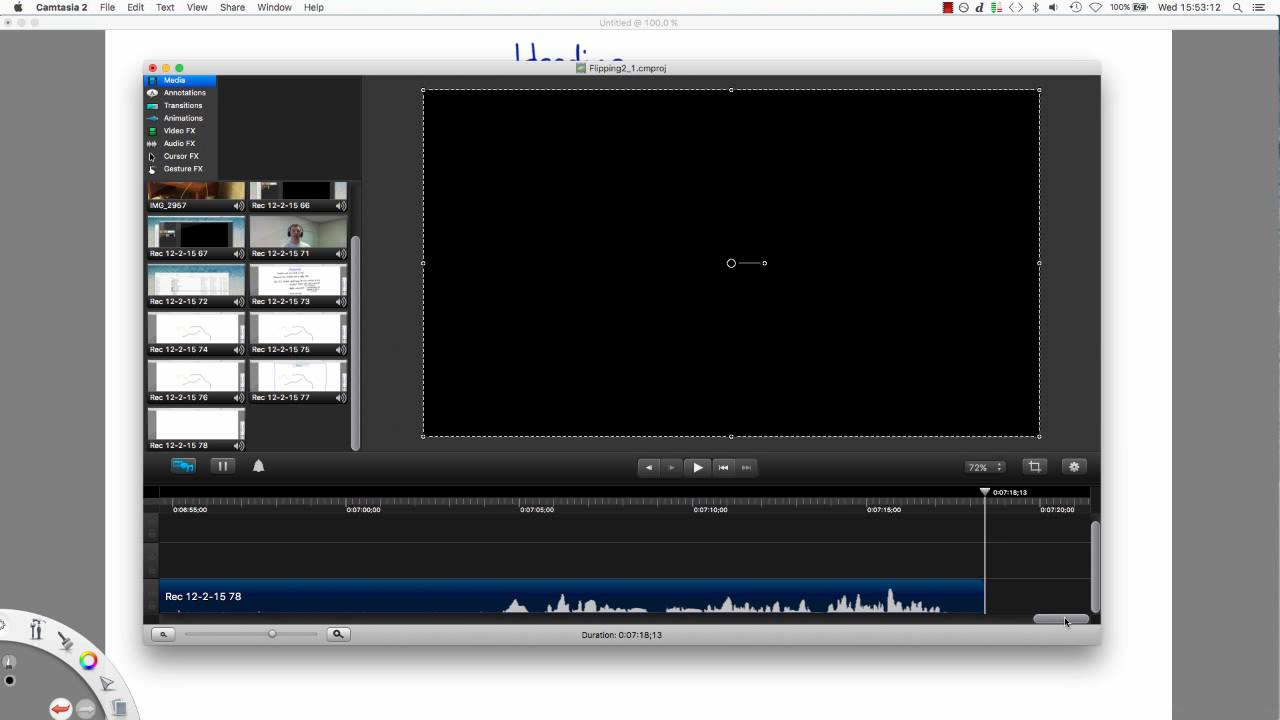 Camtasia 2 File Edit Text View Share Window Help 100% Wed 15:53:12
Untitled @ 100.0 %
Heading
Flipping2_1.cmproj
Media
Annotations
Transitions
Animations
Video FX
Audio FX
Cursor FX
Gesture FX
IMG_2957 Rec 12-2-15 66
Rec 12-2-15 67 Rec 12-2-15 71
Rec 12-2-15 72 Rec 12-2-15 73
Rec 12-2-15 74 Rec 12-2-15 75
Rec 12-2-15 76 Rec 12-2-15 77
Rec 12-2-15 78
72%
0:07:18;13
0:06:55;00 0:07:00;00 0:07:05;00 0:07:10;00 0:07:15;00 0:07:20;00
Rec 12-2-15 78
Duration: 0:07:18;13